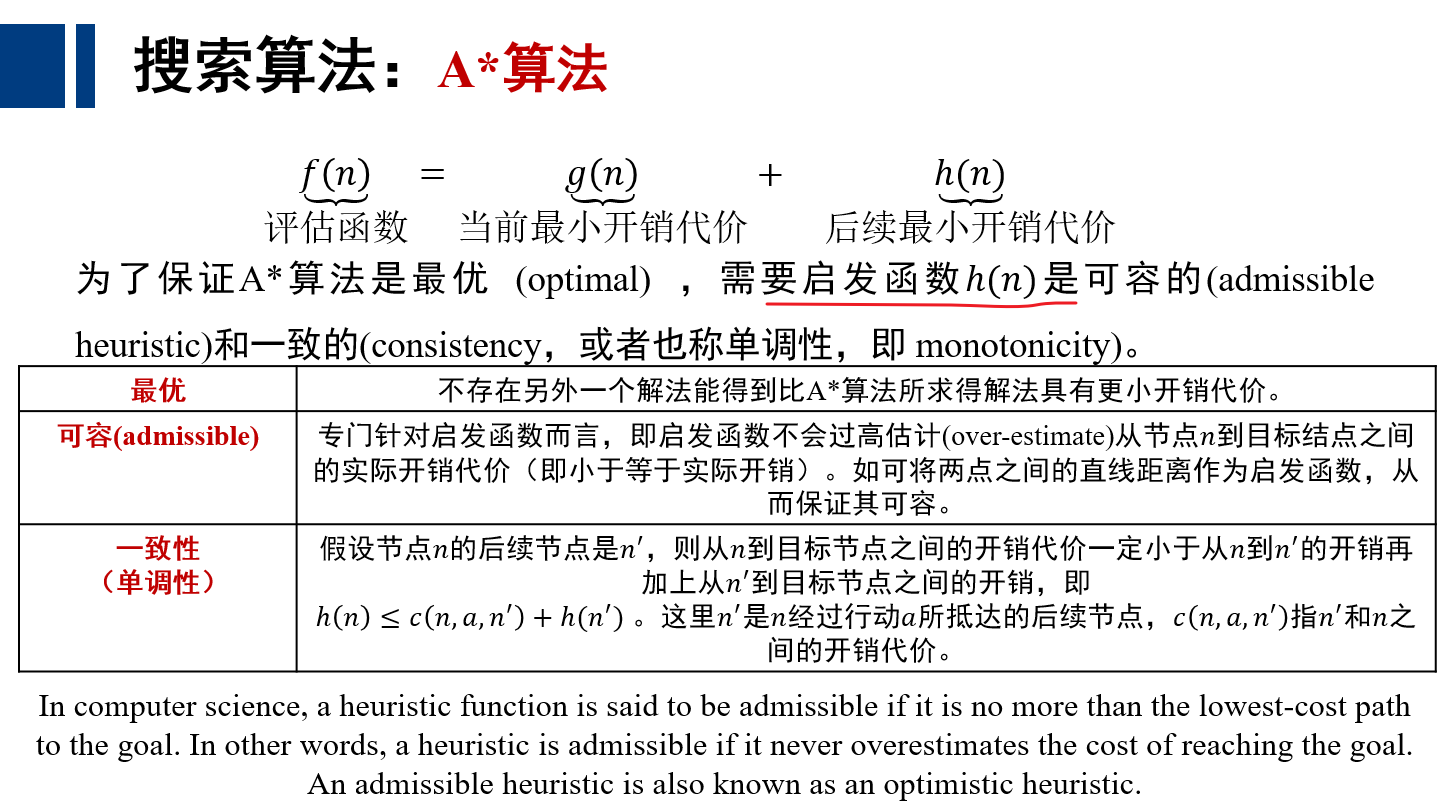 搜索算法：A*算法
f(n) = g(n) + h(n)
评估函数 当前最小开销代价 后续最小开销代价
为了保证A*算法是最优 (optimal) ，需要启发函数h(n)是可容的(admissible
heuristic)和一致的(consistency，或者也称单调性，即 monotonicity)。
最优
不存在另外一个解法能得到比A*算法所求得解法具有更小开销代价。
可容(admissible)
专门针对启发函数而言，即启发函数不会过高估计(over-estimate)从节点n到目标结点之间
的实际开销代价（即小于等于实际开销）。如可将两点之间的直线距离作为启发函数，从
而保证其可容。
一致性
（单调性）
假设节点n的后续节点是n′，则从n到目标节点之间的开销代价一定小于从n到n′的开销再
加上从n′到目标节点之间的开销，即
h(n) ≤ c(n, a, n′) + h(n′) 。这里n′是n经过行动a所抵达的后续节点，c(n, a, n′)指n′和n之
间的开销代价。
In computer science, a heuristic function is said to be admissible if it is no more than the lowest-cost path
to the goal. In other words, a heuristic is admissible if it never overestimates the cost of reaching the goal.
An admissible heuristic is also known as an optimistic heuristic.